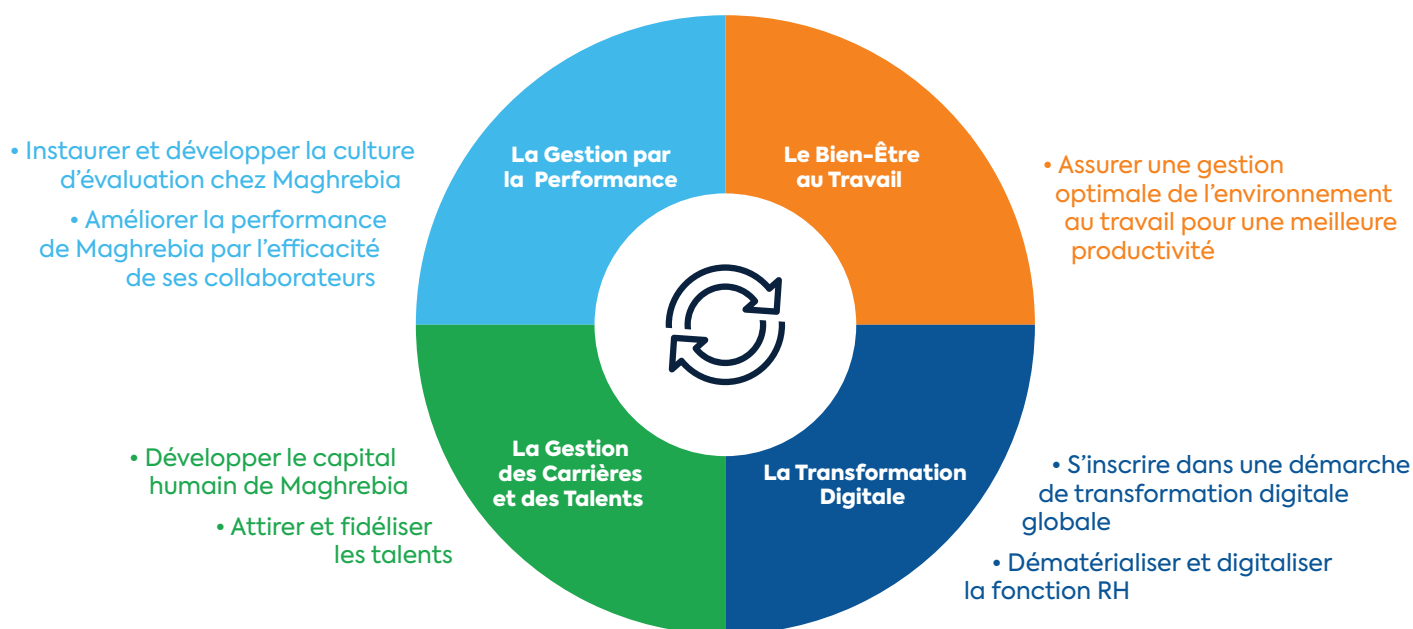 La Gestion par
la Performance
• Instaurer et développer la culture
d'évaluation chez Maghrebia
• Améliorer la performance
de Maghrebia par l'efficacité
de ses collaborateurs
Le Bien-Être
au Travail
• Assurer une gestion
optimale de l'environnement
au travail pour une meilleure
productivité
La Gestion
des Carrières
et des Talents
• Développer le capital
humain de Maghrebia
• Attirer et fidéliser
les talents
La Transformation
Digitale
• S'inscrire dans une démarche
de transformation digitale
globale
• Dématérialiser et digitaliser
la fonction RH